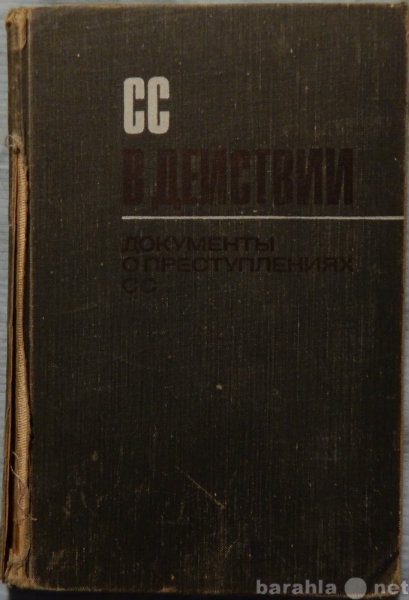 СС
В ДЕЙСТВИИ
ДОКУМЕНТЫ
О ПРЕСТУПЛЕНИЯХ
СС
barahla.net